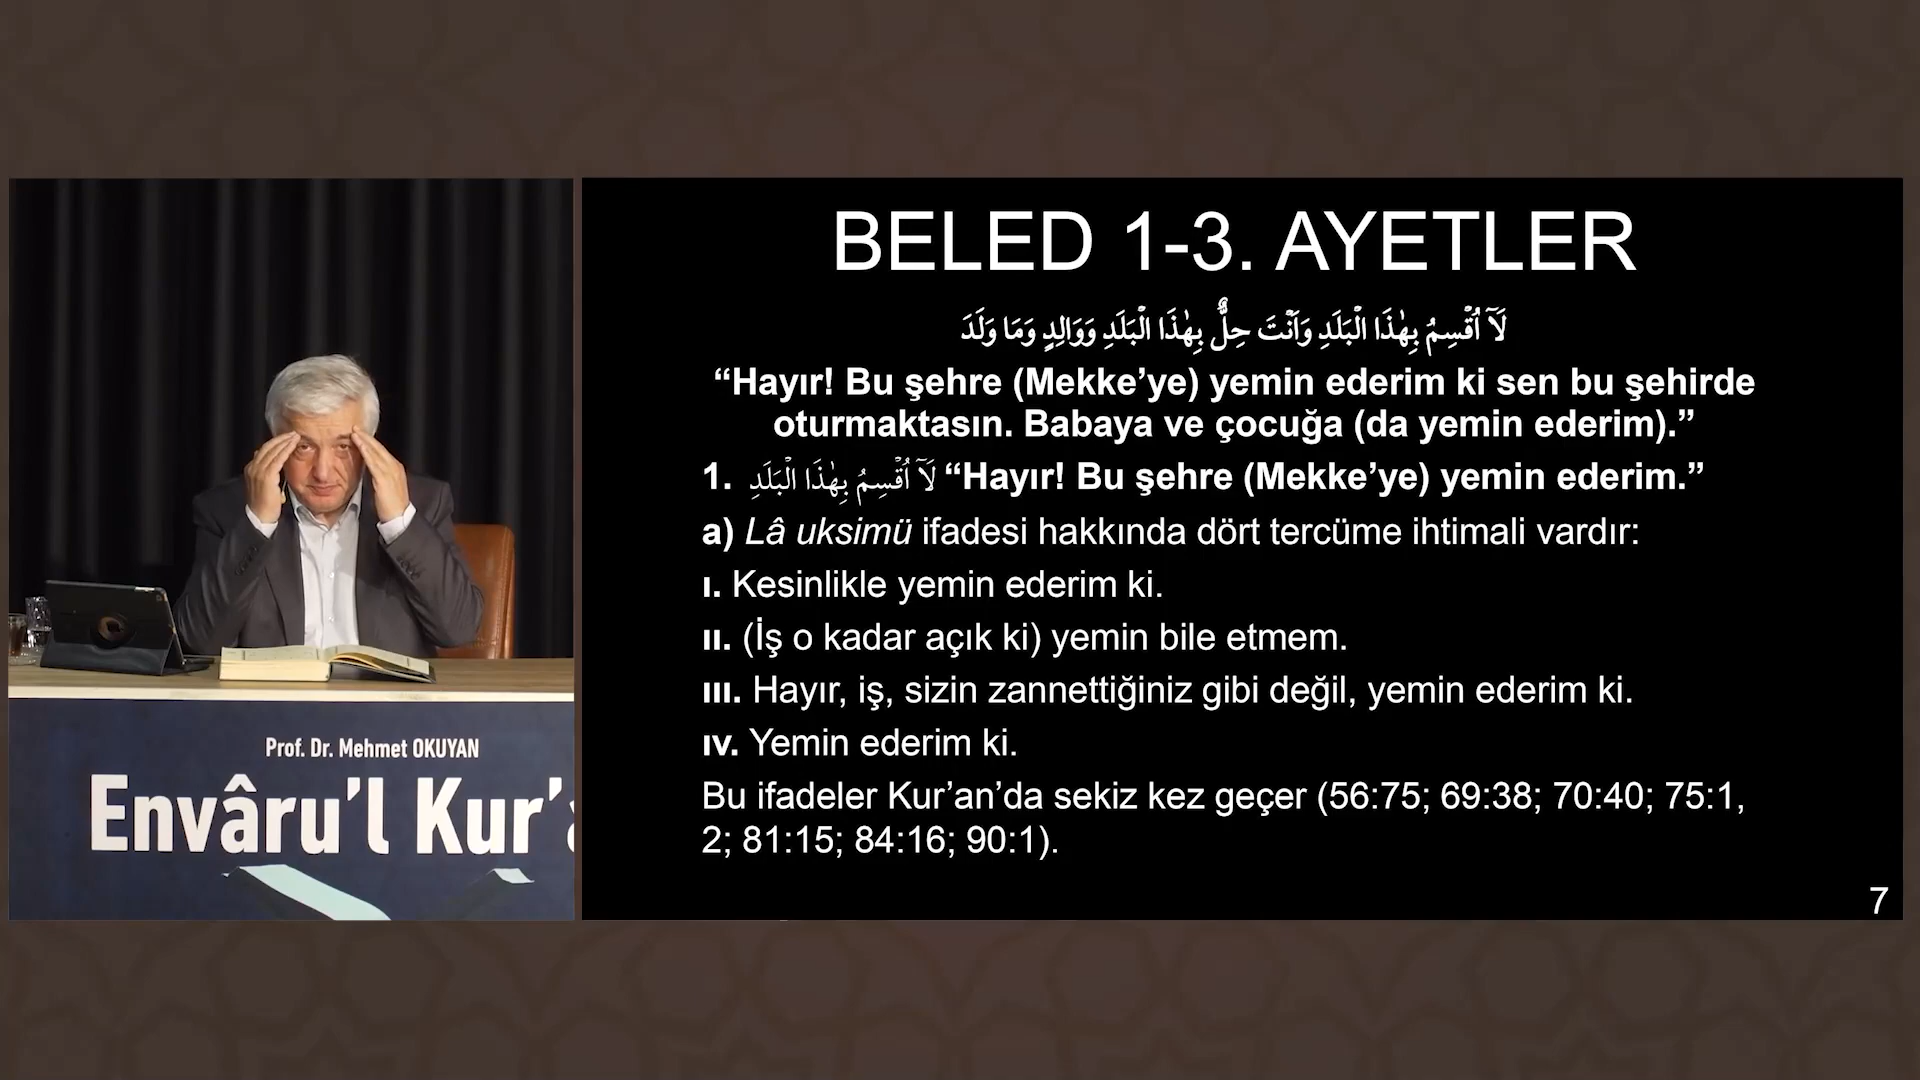 BELED 1-3. AYETLER
لَآ اُقْسِمُ بِهٰذَا الْبَلَدِ وَاَنْتَ حِلٌّ بِهٰذَا الْبَلَدِ وَوَالِدٍ وَمَا وَلَدَ
“Hayır! Bu şehre (Mekke’ye) yemin ederim ki sen bu şehirde
oturmaktasın. Babaya ve çocuğa (da yemin ederim).”
1. لَآ اُقْسِمُ بِهٰذَا الْبَلَدِ “Hayır! Bu şehre (Mekke’ye) yemin ederim.”
a) Lâ uksimü ifadesi hakkında dört tercüme ihtimali vardır:
ı. Kesinlikle yemin ederim ki.
ıı. (İş o kadar açık ki) yemin bile etmem.
ııı. Hayır, iş, sizin zannettiğiniz gibi değil, yemin ederim ki.
ıv. Yemin ederim ki.
Bu ifadeler Kur’an’da sekiz kez geçer (56:75; 69:38; 70:40; 75:1,
2; 81:15; 84:16; 90:1).
7
Prof. Dr. Mehmet OKUYAN
Envâru’l Kur’a